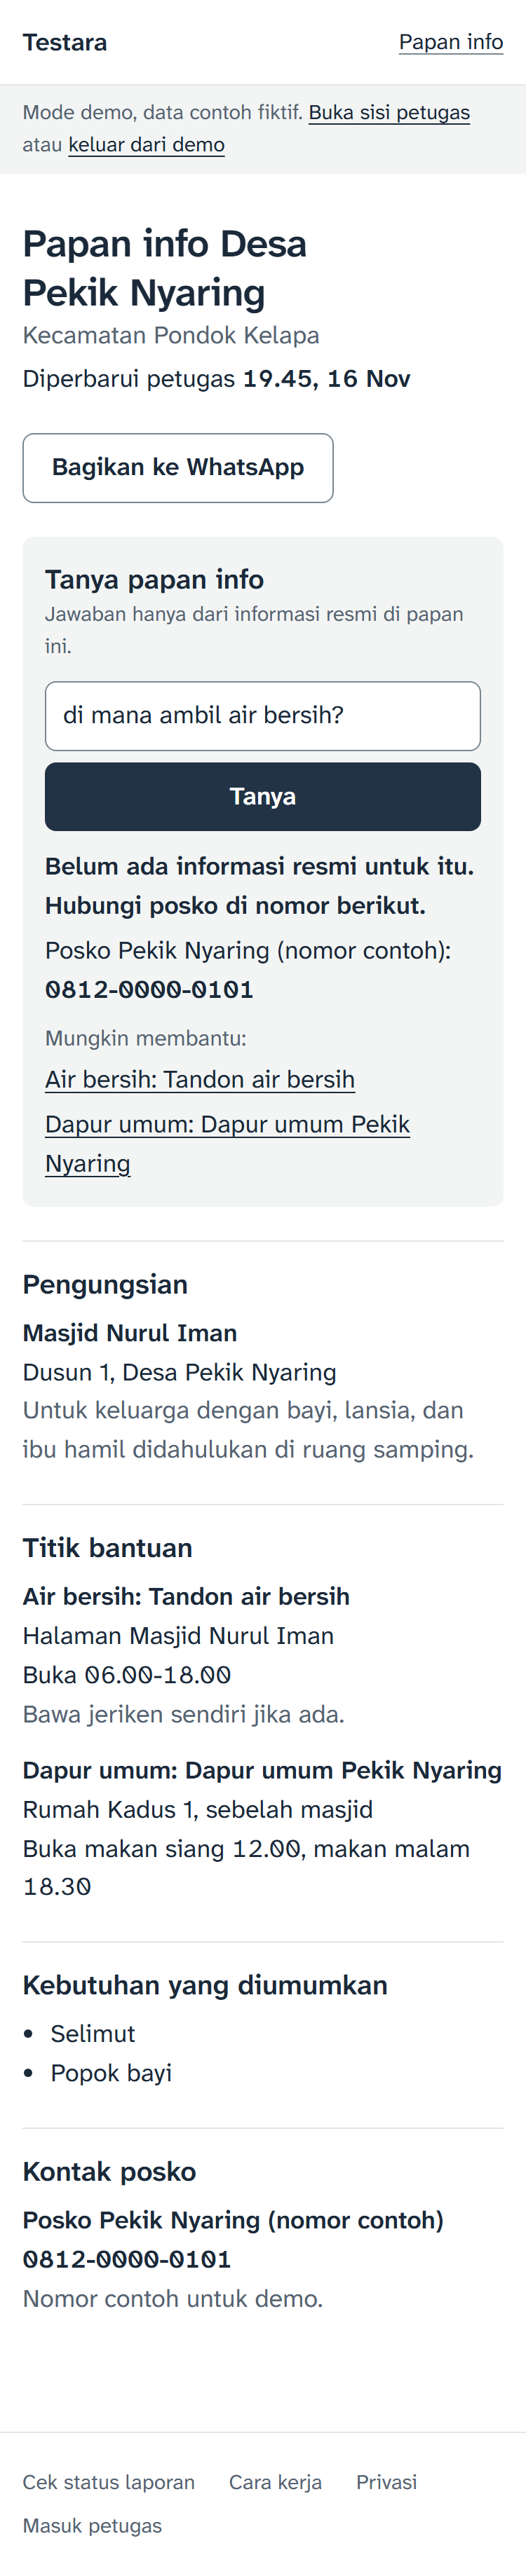 Testara
Papan info
Mode demo, data contoh fiktif. Buka sisi petugas
atau keluar dari demo
Papan info Desa
Pekik Nyaring
Kecamatan Pondok Kelapa
Diperbarui petugas 19.45, 16 Nov
Bagikan ke WhatsApp
Tanya papan info
Jawaban hanya dari informasi resmi di papan
ini.
di mana ambil air bersih?
Tanya
Belum ada informasi resmi untuk itu.
Hubungi posko di nomor berikut.
Posko Pekik Nyaring (nomor contoh):
0812-0000-0101
Mungkin membantu:
Air bersih: Tandon air bersih
Dapur umum: Dapur umum Pekik
Nyaring
Pengungsian
Masjid Nurul Iman
Dusun 1, Desa Pekik Nyaring
Untuk keluarga dengan bayi, lansia, dan
ibu hamil didahulukan di ruang samping.
Titik bantuan
Air bersih: Tandon air bersih
Halaman Masjid Nurul Iman
Buka 06.00-18.00
Bawa jeriken sendiri jika ada.
Dapur umum: Dapur umum Pekik Nyaring
Rumah Kadus 1, sebelah masjid
Buka makan siang 12.00, makan malam
18.30
Kebutuhan yang diumumkan
• Selimut
• Popok bayi
Kontak posko
Posko Pekik Nyaring (nomor contoh)
0812-0000-0101
Nomor contoh untuk demo.
Cek status laporan
Cara kerja
Privasi
Masuk petugas